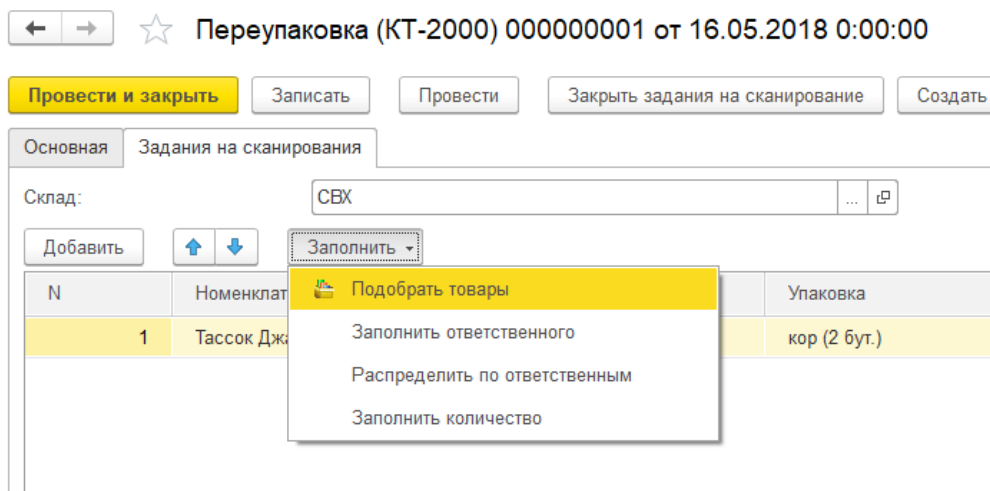 Переупаковка (КТ-2000) 000000001 от 16.05.2018 0:00:00
Провести и закрыть Записать Провести Закрыть задания на сканирование Создать
Основная Задания на сканирования
Склад: СВХ ...
Добавить Заполнить
N Номенклат Упаковка
Подобрать товары
1 Тассок Джа кор (2 бут.)
Заполнить ответственного
Распределить по ответственным
Заполнить количество